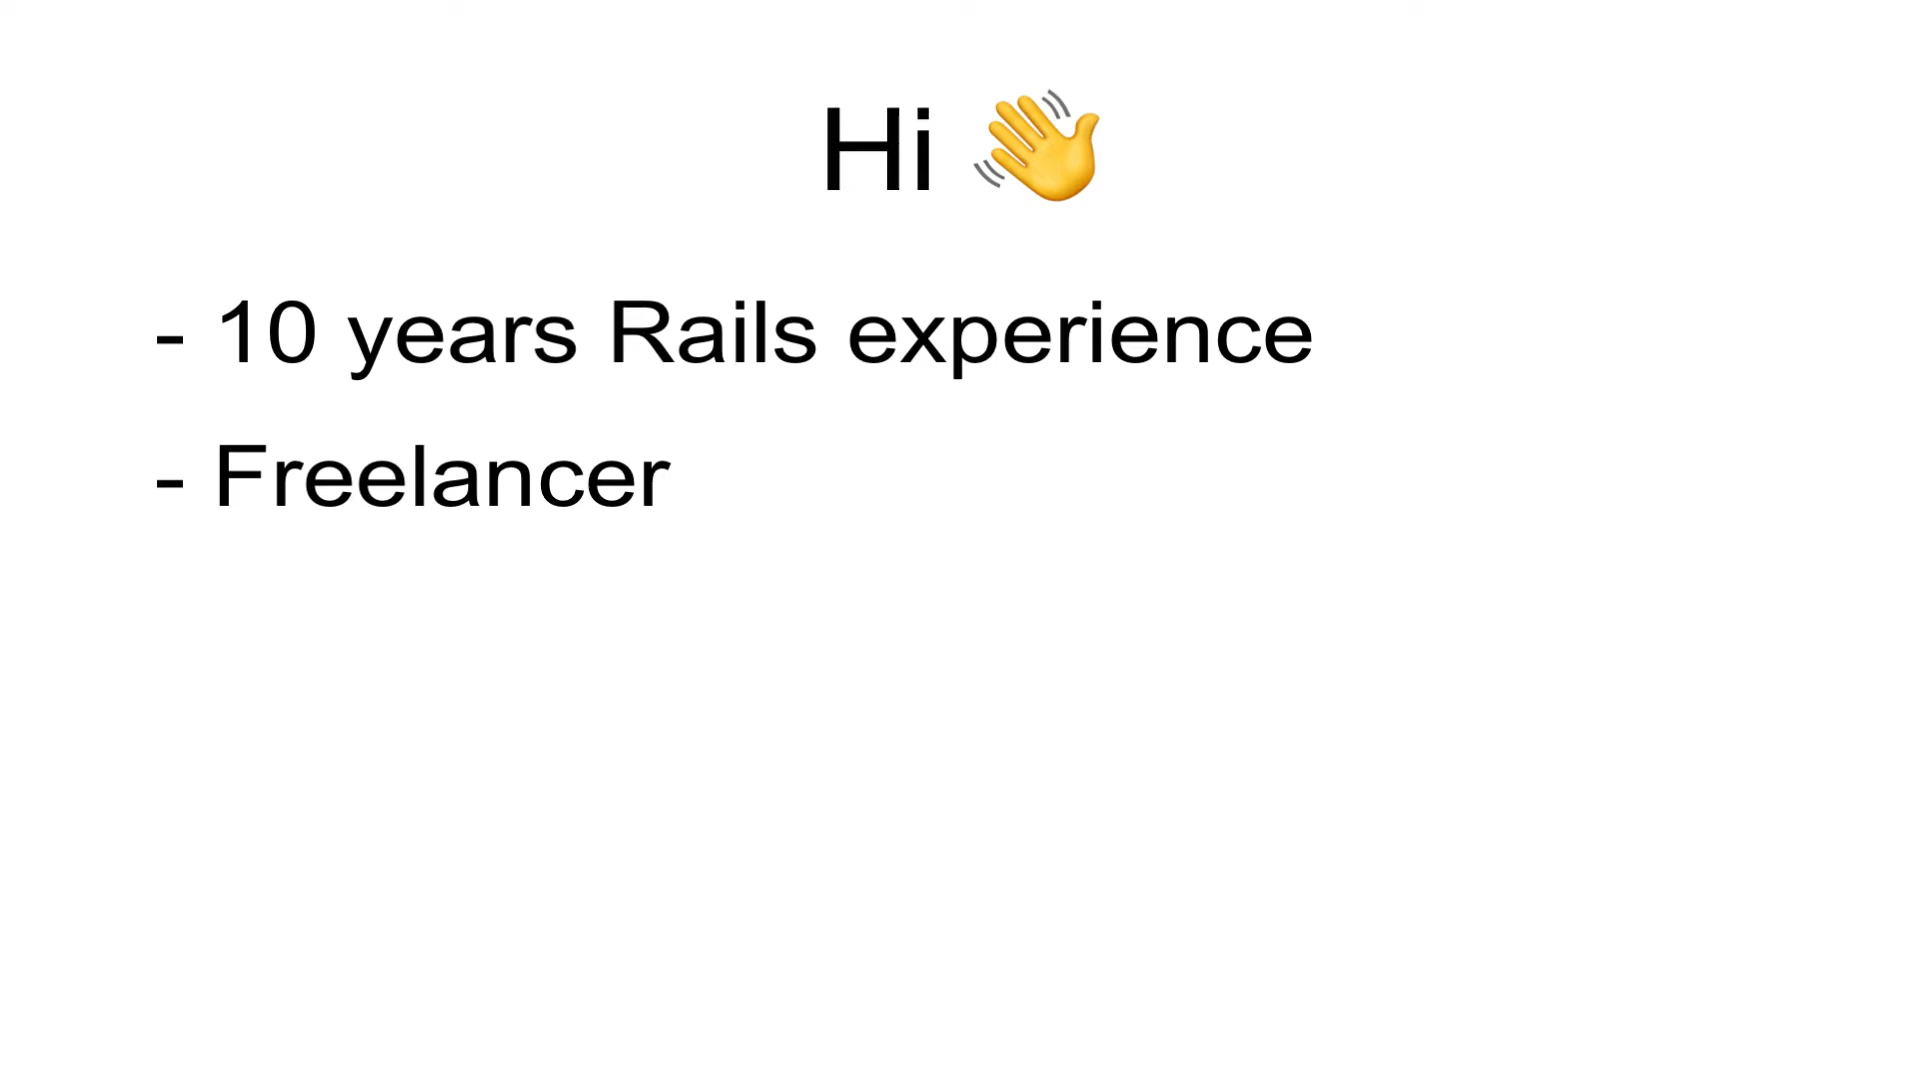 Hi 👋
- 10 years Rails experience
- Freelancer